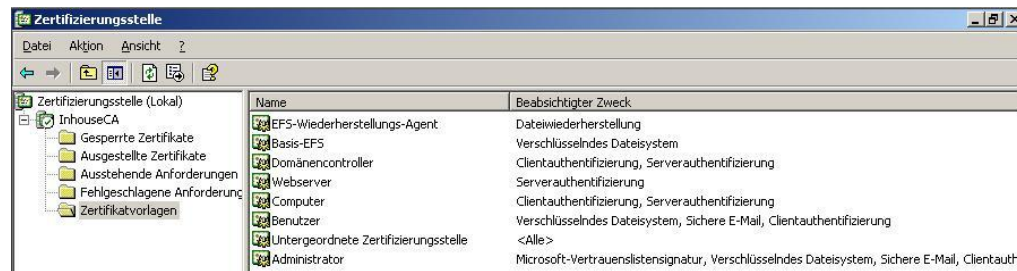 Zertifizierungsstelle
Datei Aktion Ansicht ?
Zertifizierungsstelle (Lokal)
InhouseCA
Gesperrte Zertifikate
Ausgestellte Zertifikate
Ausstehende Anforderungen
Fehlgeschlagene Anforderung
Zertifikatvorlagen
Name Beabsichtigter Zweck
EFS-Wiederherstellungs-Agent Dateiwiederherstellung
Basis-EFS Verschlüsselndes Dateisystem
Domänencontroller Clientauthentifizierung, Serverauthentifizierung
Webserver Serverauthentifizierung
Computer Clientauthentifizierung, Serverauthentifizierung
Benutzer Verschlüsselndes Dateisystem, Sichere E-Mail, Clientauthentifizierung
Untergeordnete Zertifizierungsstelle <Alle>
Administrator Microsoft-Vertrauenslistensignatur, Verschlüsselndes Dateisystem, Sichere E-Mail, Clientauth